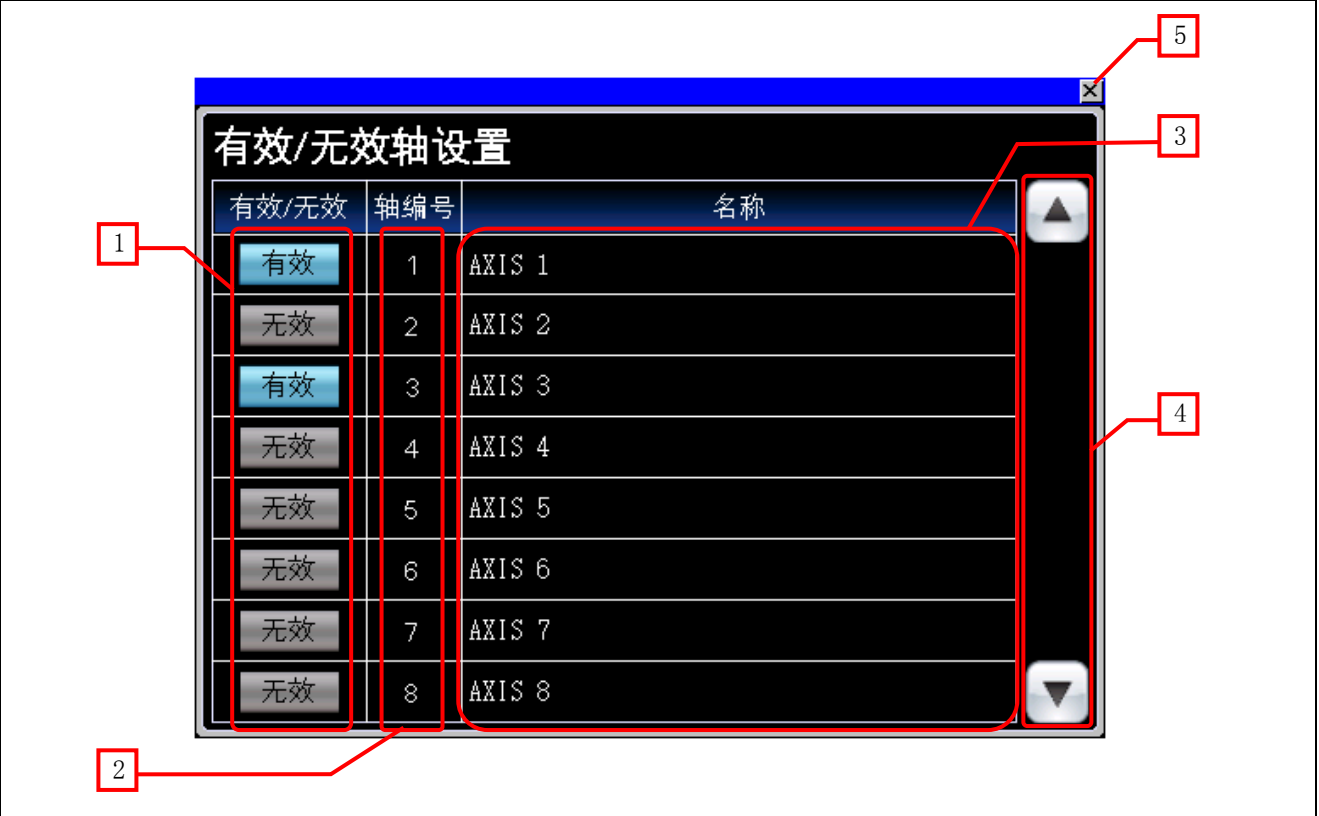 5
有效/无效轴设置
3
有效/无效 轴编号 名称
1
有效 1 AXIS 1
无效 2 AXIS 2
有效 3 AXIS 3
4
无效 4 AXIS 4
无效 5 AXIS 5
无效 6 AXIS 6
无效 7 AXIS 7
无效 8 AXIS 8
2